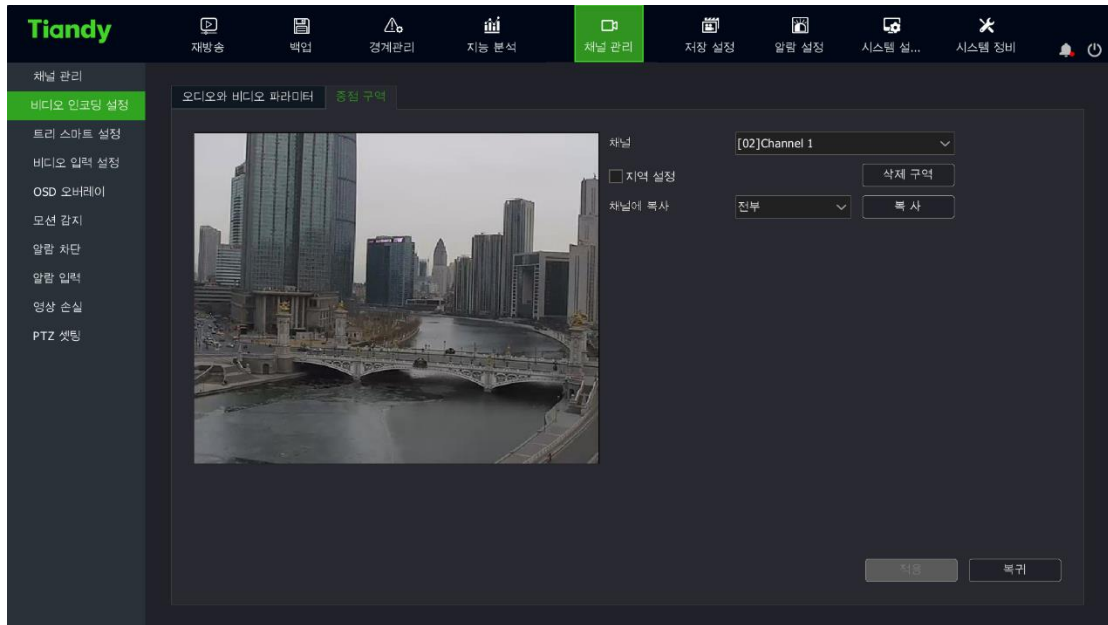 Tiandy
재방송
백업
경계관리
지능 분석
채널 관리
저장 설정
알람 설정
시스템 설...
시스템 정비
채널 관리
비디오 인코딩 설정
트리 스마트 설정
비디오 입력 설정
OSD 오버레이
모션 감지
알람 차단
알람 입력
영상 손실
PTZ 셋팅
오디오와 비디오 파라미터
중점 구역
채널
[02]Channel 1
지역 설정
삭제 구역
채널에 복사
전부
복 사
적용
복귀